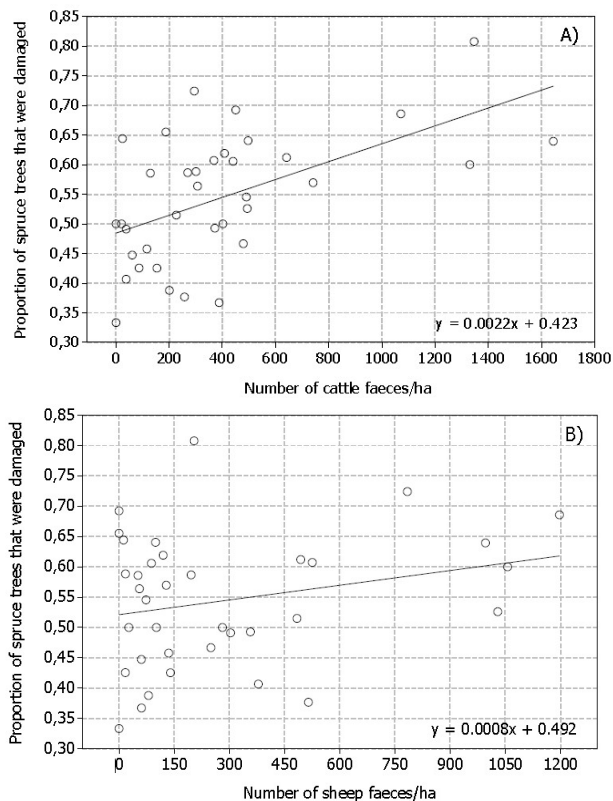 0,85
A)
0,80
0,75
0,70
0,65
0,60
0,55
0,50
0,45
0,40
0,35
0,30
Proportion of spruce trees that were damaged
y = 0.0022x + 0.423
0 200 400 600 800 1000 1200 1400 1600 1800
Number of cattle faeces/ha
0,85
B)
0,80
0,75
0,70
0,65
0,60
0,55
0,50
0,45
0,40
0,35
0,30
Proportion of spruce trees that were damaged
y = 0.0008x + 0.492
0 150 300 450 600 750 900 1050 1200
Number of sheep faeces/ha